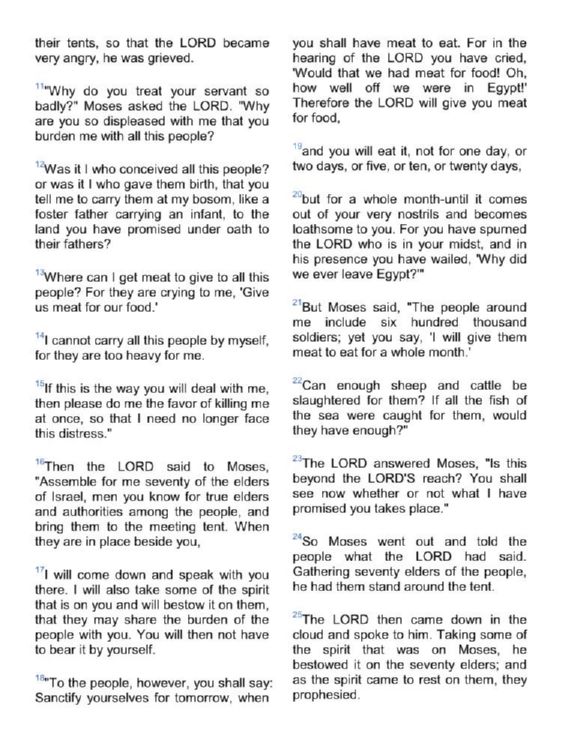 their tents, so that the LORD became
very angry, he was grieved.
11"Why do you treat your servant so
badly?" Moses asked the LORD. "Why
are you so displeased with me that you
burden me with all this people?
12Was it I who conceived all this people?
or was it I who gave them birth, that you
tell me to carry them at my bosom, like a
foster father carrying an infant, to the
land you have promised under oath to
their fathers?
13Where can I get meat to give to all this
people? For they are crying to me, 'Give
us meat for our food.'
14I cannot carry all this people by myself,
for they are too heavy for me.
15If this is the way you will deal with me,
then please do me the favor of killing me
at once, so that I need no longer face
this distress."
16Then the LORD said to Moses,
"Assemble for me seventy of the elders
of Israel, men you know for true elders
and authorities among the people, and
bring them to the meeting tent. When
they are in place beside you,
17I will come down and speak with you
there. I will also take some of the spirit
that is on you and will bestow it on them,
that they may share the burden of the
people with you. You will then not have
to bear it by yourself.
18"To the people, however, you shall say:
Sanctify yourselves for tomorrow, when
you shall have meat to eat. For in the
hearing of the LORD you have cried,
'Would that we had meat for food! Oh,
how well off we were in Egypt!'
Therefore the LORD will give you meat
for food,
19and you will eat it, not for one day, or
two days, or five, or ten, or twenty days,
20but for a whole month-until it comes
out of your very nostrils and becomes
loathsome to you. For you have spurned
the LORD who is in your midst, and in
his presence you have wailed, 'Why did
we ever leave Egypt?'"
21But Moses said, "The people around
me include six hundred thousand
soldiers; yet you say, 'I will give them
meat to eat for a whole month.'
22Can enough sheep and cattle be
slaughtered for them? If all the fish of
the sea were caught for them, would
they have enough?"
23The LORD answered Moses, "Is this
beyond the LORD'S reach? You shall
see now whether or not what I have
promised you takes place."
24So Moses went out and told the
people what the LORD had said.
Gathering seventy elders of the people,
he had them stand around the tent.
25The LORD then came down in the
cloud and spoke to him. Taking some of
the spirit that was on Moses, he
bestowed it on the seventy elders; and
as the spirit came to rest on them, they
prophesied.